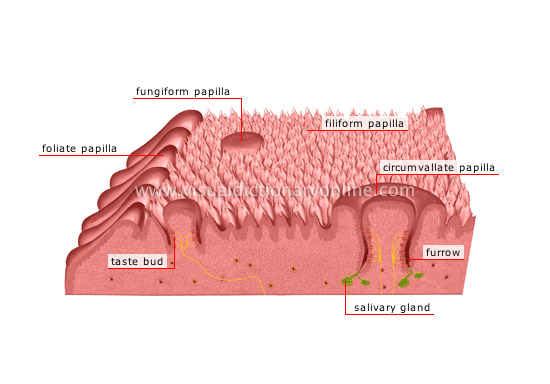 fungiform papilla
filiform papilla
foliate papilla
circumvallate papilla
www.visualdictionaryonline.com
taste bud
furrow
salivary gland